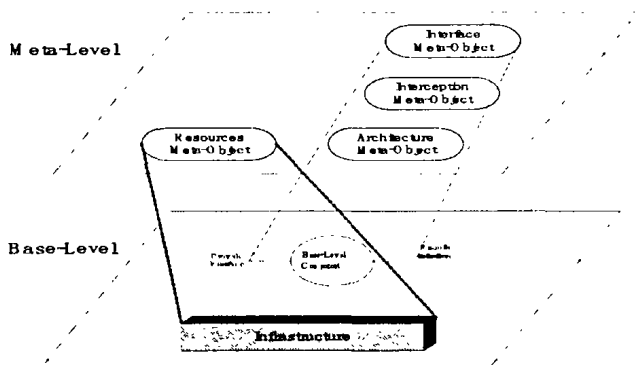 Meta-Level
Interface
Meta-Object
Interception
Meta-Object
Resources
Meta-Object
Architecture
Meta-Object
Base-Level
Base-Level
Infrastructure